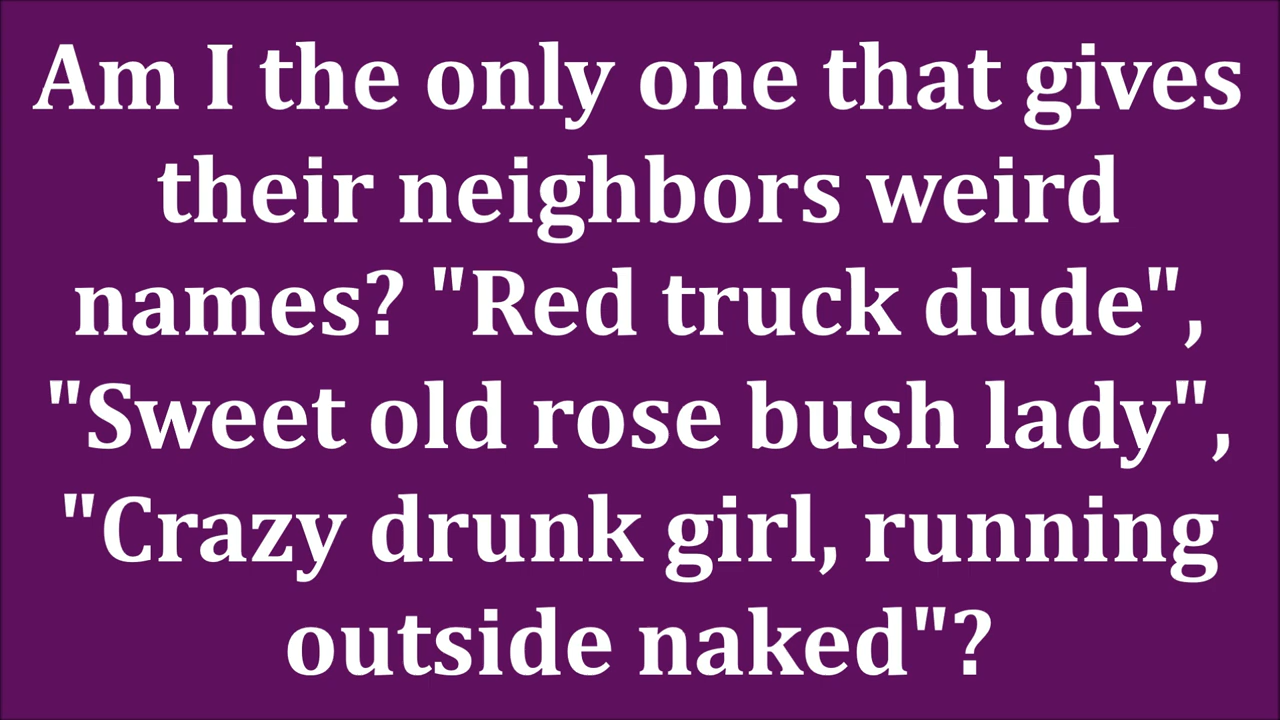 Am I the only one that gives
their neighbors weird
names? "Red truck dude",
"Sweet old rose bush lady",
"Crazy drunk girl, running
outside naked"?